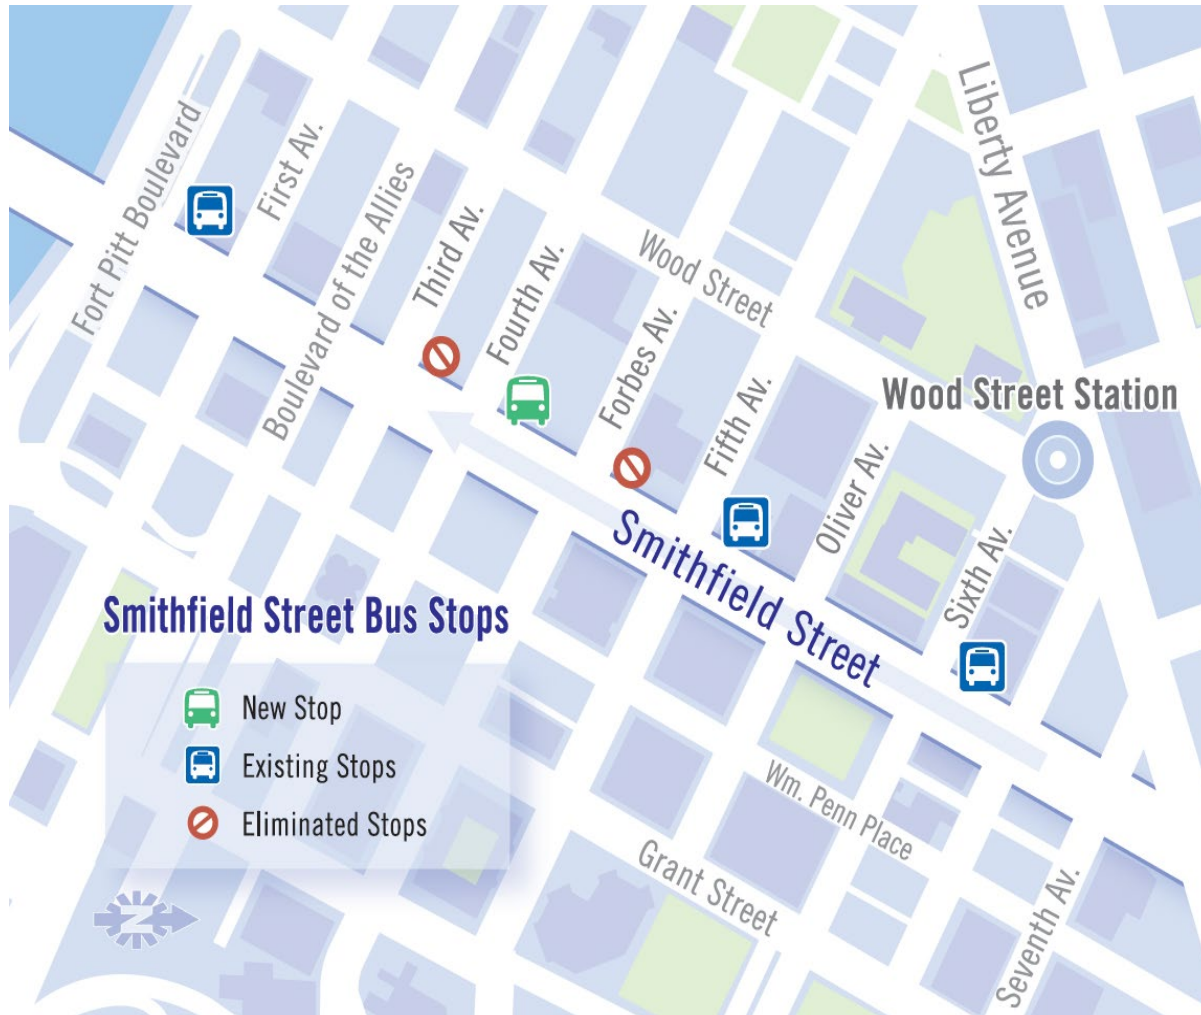 Fort Pitt Boulevard
First Av.
Boulevard of the Allies
Third Av.
Fourth Av.
Wood Street
Forbes Av.
Fifth Av.
Oliver Av.
Liberty Avenue
Wood Street Station
Sixth Av.
Smithfield Street
Smithfield Street Bus Stops
New Stop
Existing Stops
Eliminated Stops
Wm. Penn Place
Grant Street
Seventh Av.
N